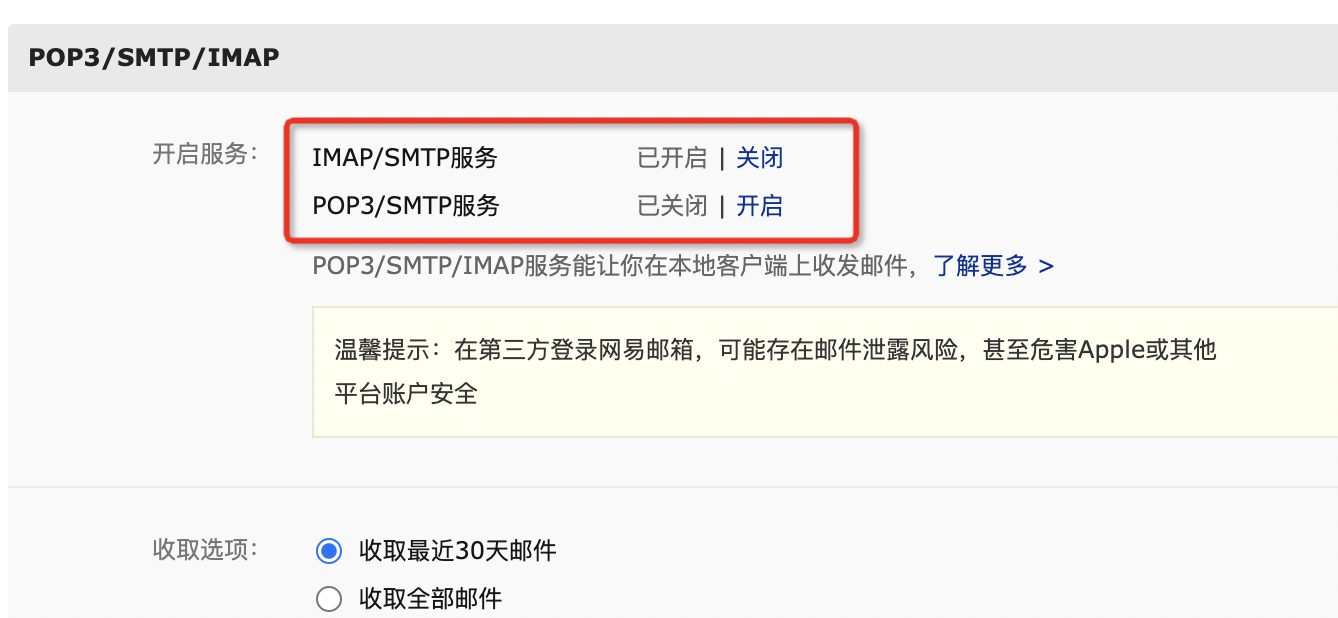 POP3/SMTP/IMAP
开启服务：
IMAP/SMTP服务 已开启 | 关闭
POP3/SMTP服务 已关闭 | 开启
POP3/SMTP/IMAP服务能让你在本地客户端上收发邮件，了解更多 >
温馨提示：在第三方登录网易邮箱，可能存在邮件泄露风险，甚至危害Apple或其他
平台账户安全
收取选项：
收取最近30天邮件
收取全部邮件